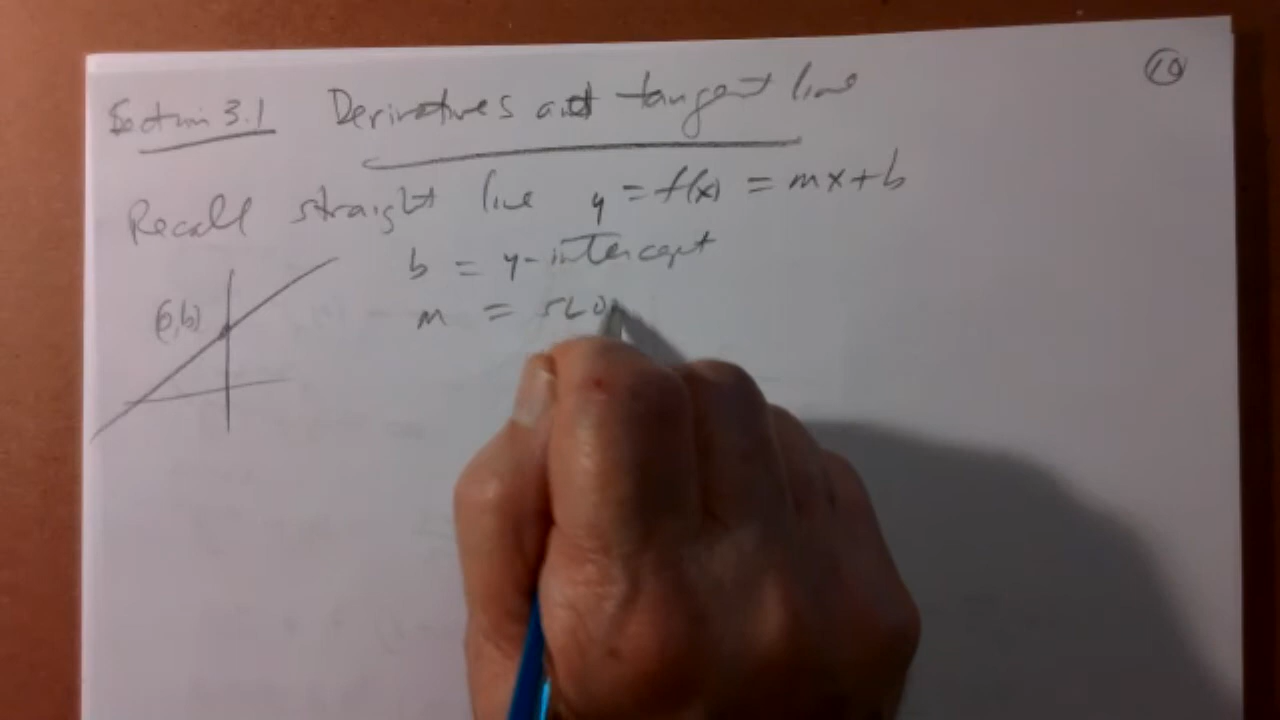 10
Section 3.1 Derivatives and tangent line
Recall straight line y = f(x) = mx+b
b = y-intercept
(0,b)
m = SLO